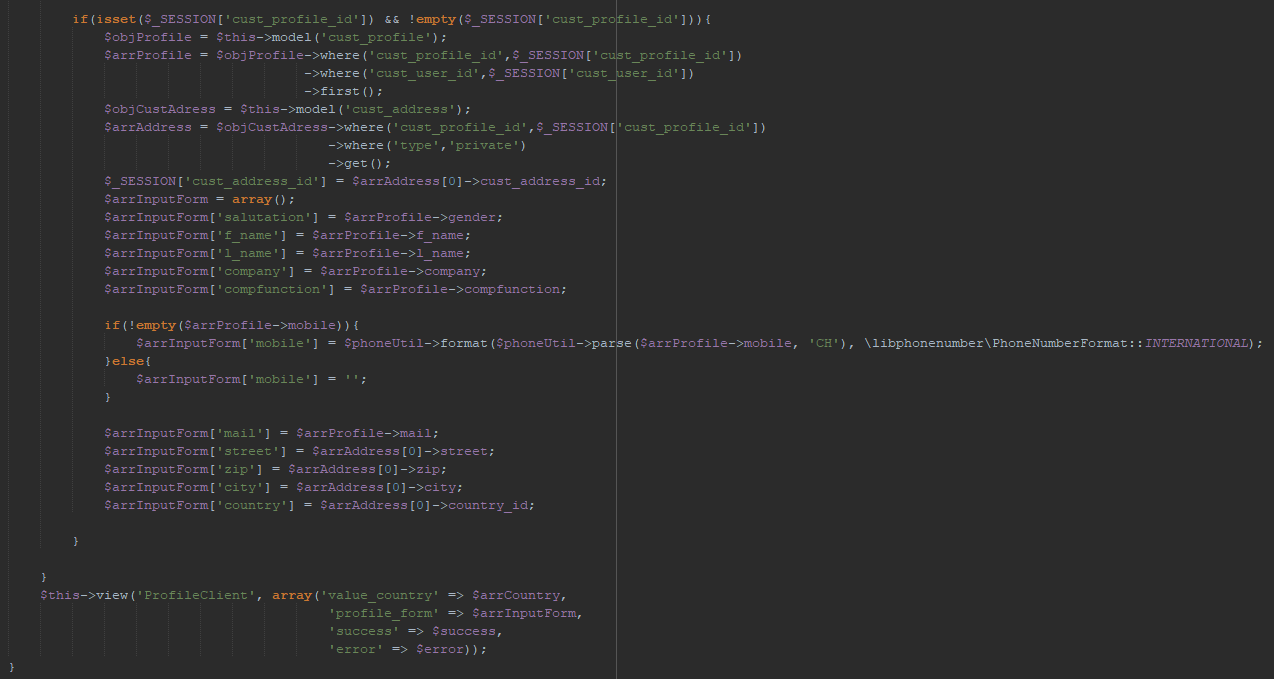 if(isset($_SESSION['cust_profile_id']) && !empty($_SESSION['cust_profile_id'])){
$objProfile = $this->model('cust_profile');
$arrProfile = $objProfile->where('cust_profile_id',$_SESSION['cust_profile_id'])
->where('cust_user_id',$_SESSION['cust_user_id'])
->first();
$objCustAdress = $this->model('cust_address');
$arrAddress = $objCustAdress->where('cust_profile_id',$_SESSION['cust_profile_id'])
->where('type','private')
->get();
$_SESSION['cust_address_id'] = $arrAddress[0]->cust_address_id;
$arrInputForm = array();
$arrInputForm['salutation'] = $arrProfile->gender;
$arrInputForm['f_name'] = $arrProfile->f_name;
$arrInputForm['l_name'] = $arrProfile->l_name;
$arrInputForm['company'] = $arrProfile->company;
$arrInputForm['compfunction'] = $arrProfile->compfunction;
if(!empty($arrProfile->mobile)){
$arrInputForm['mobile'] = $phoneUtil->format($phoneUtil->parse($arrProfile->mobile, 'CH'), \libphonenumber\PhoneNumberFormat::INTERNATIONAL);
}else{
$arrInputForm['mobile'] = '';
}
$arrInputForm['mail'] = $arrProfile->mail;
$arrInputForm['street'] = $arrAddress[0]->street;
$arrInputForm['zip'] = $arrAddress[0]->zip;
$arrInputForm['city'] = $arrAddress[0]->city;
$arrInputForm['country'] = $arrAddress[0]->country_id;
}
}
$this->view('ProfileClient', array('value_country' => $arrCountry,
'profile_form' => $arrInputForm,
'success' => $success,
'error' => $error));
}